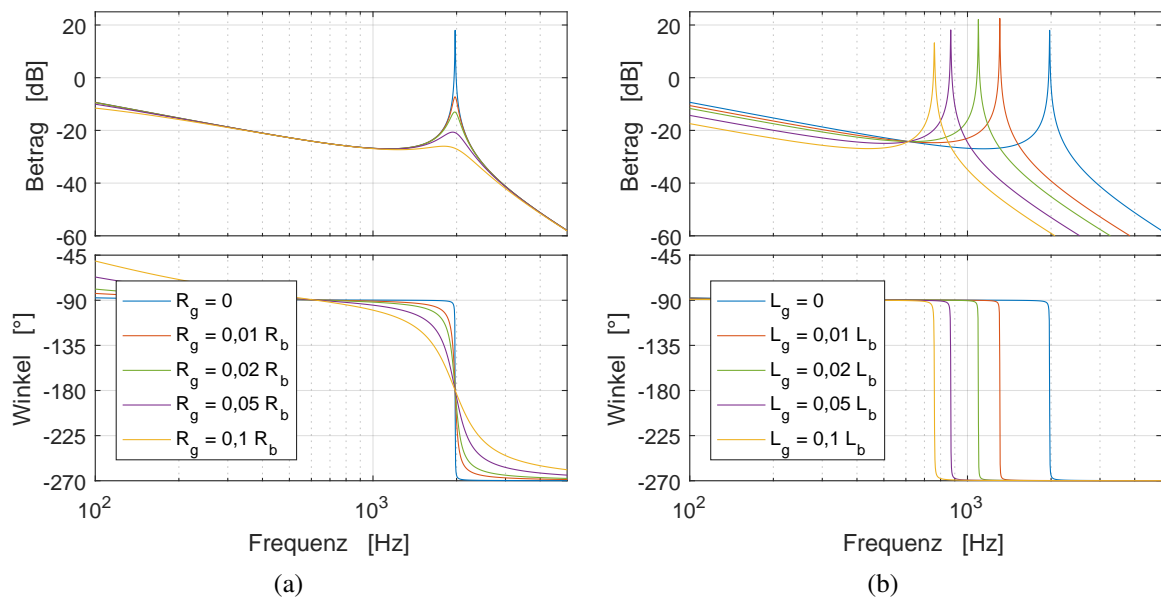 20
0
-20
-40
-60
Betrag [dB]
-45
-90
-135
-180
-225
-270
Winkel [°]
R_g = 0
R_g = 0,01 R_b
R_g = 0,02 R_b
R_g = 0,05 R_b
R_g = 0,1 R_b
10^2
10^3
Frequenz [Hz]
(a)
20
0
-20
-40
-60
Betrag [dB]
-45
-90
-135
-180
-225
-270
Winkel [°]
L_g = 0
L_g = 0,01 L_b
L_g = 0,02 L_b
L_g = 0,05 L_b
L_g = 0,1 L_b
10^2
10^3
Frequenz [Hz]
(b)